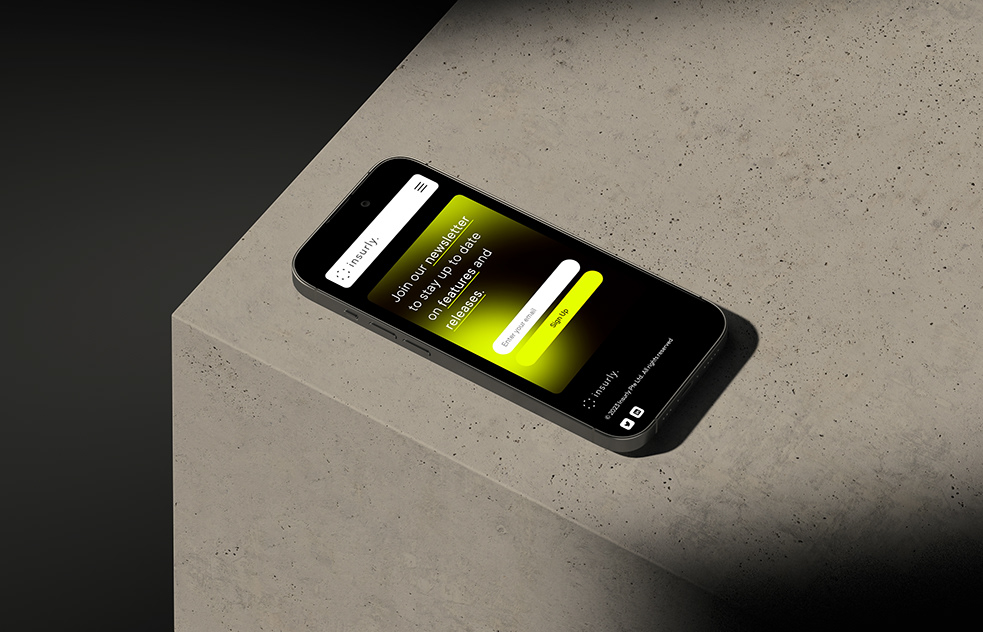 insurly.
Join our newsletter
to stay up to date
on features and
releases.
Enter your email
Sign Up
insurly.
© 2023 Insurly Pte Ltd. All rights reserved